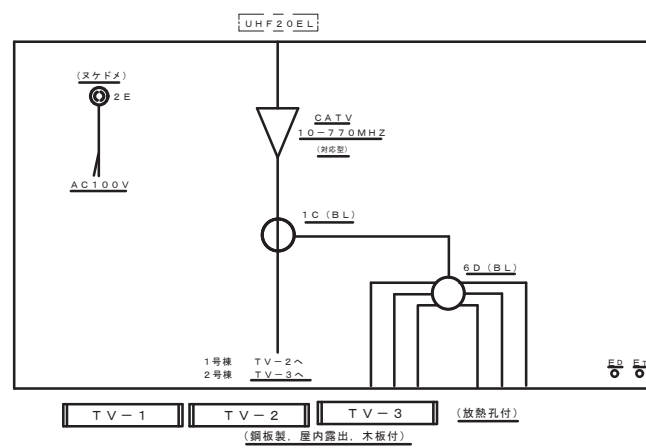 UHF20EL
(ヌケドメ)
2E
AC100V
CATV
10-770MHZ
(対応型)
1C(BL)
6D(BL)
1号棟 TV-2へ
2号棟 TV-3へ
ED ET
TV-1 TV-2 TV-3 (放熱孔付)
(鋼板製、屋内露出、木板付)